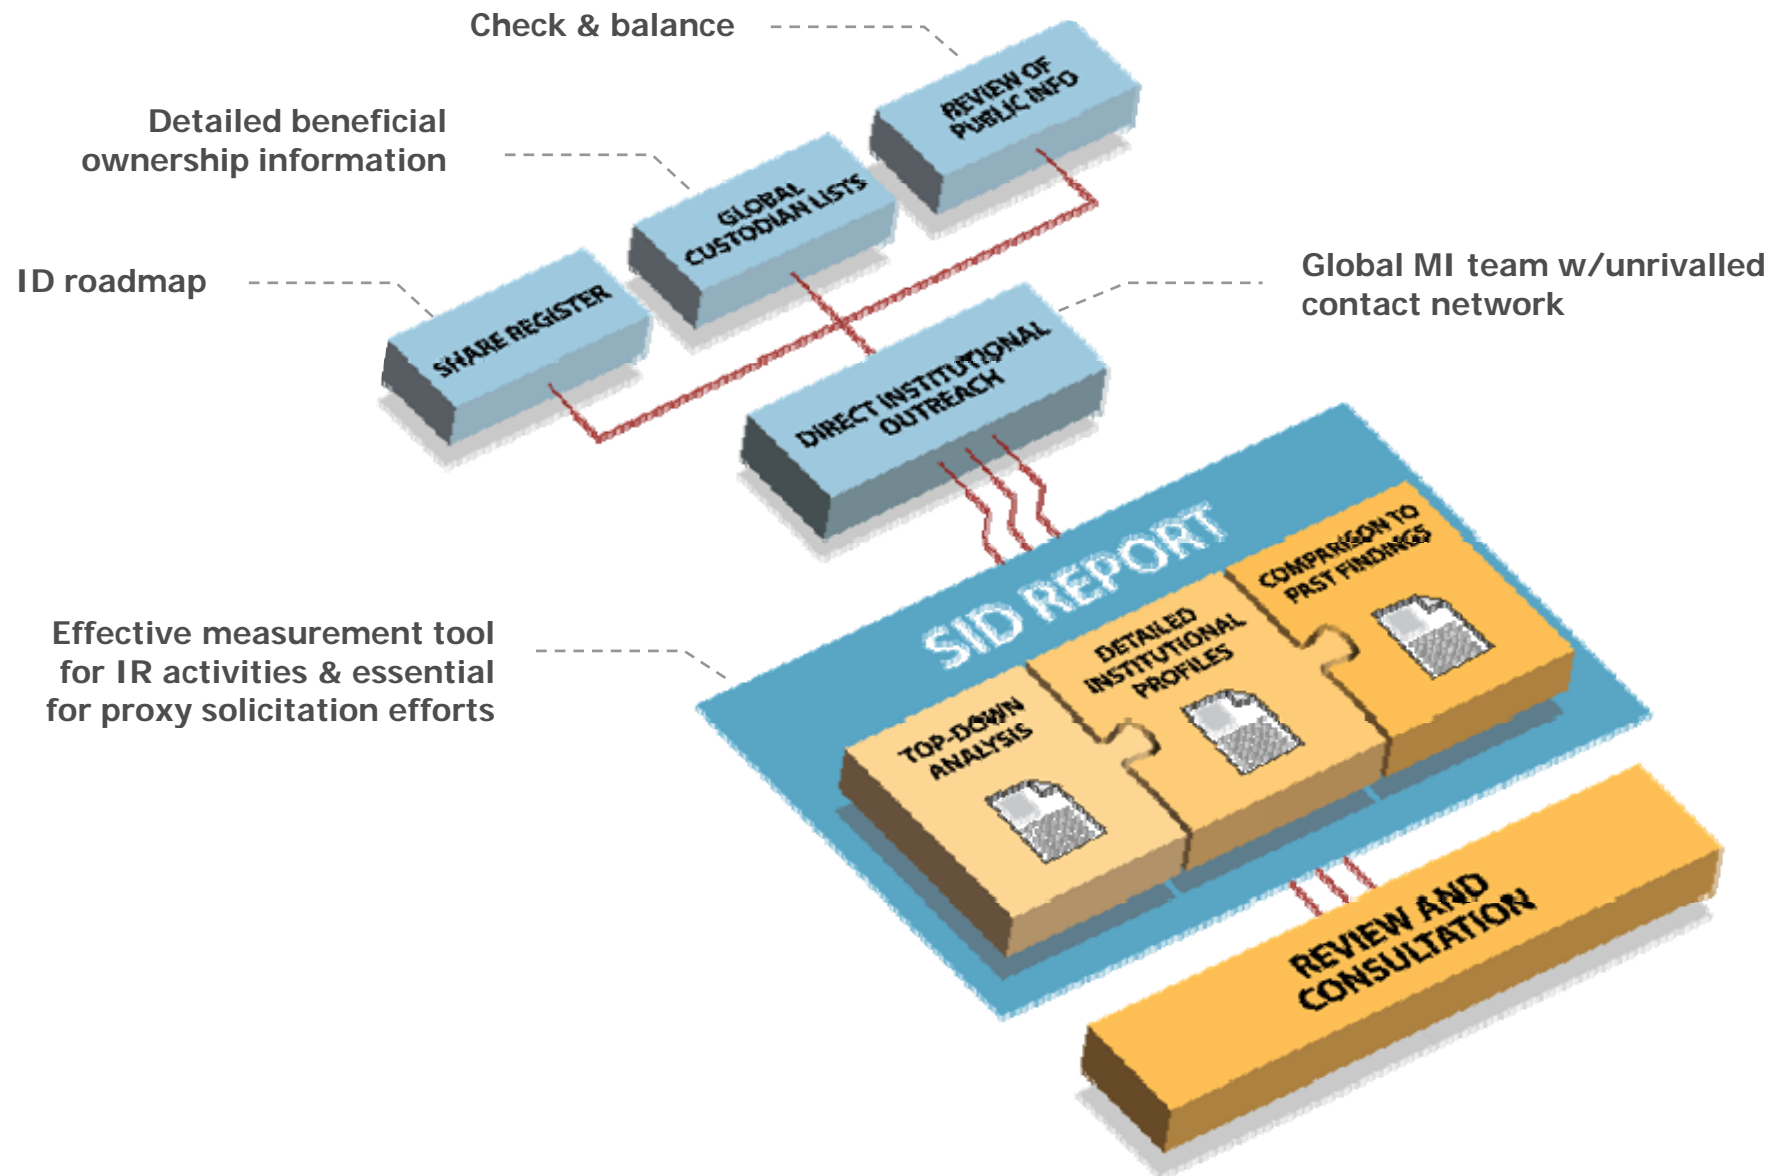 Check & balance
REVIEW OF
PUBLIC INFO
Detailed beneficial
ownership information
GLOBAL
CUSTODIAN LISTS
ID roadmap
SHARE REGISTER
Global MI team w/unrivalled
contact network
DIRECT INSTITUTIONAL
OUTREACH
SID REPORT
COMPARISON TO
PAST FINDINGS
DETAILED
INSTITUTIONAL
PROFILES
TOP-DOWN
ANALYSIS
Effective measurement tool
for IR activities & essential
for proxy solicitation efforts
REVIEW AND
CONSULTATION